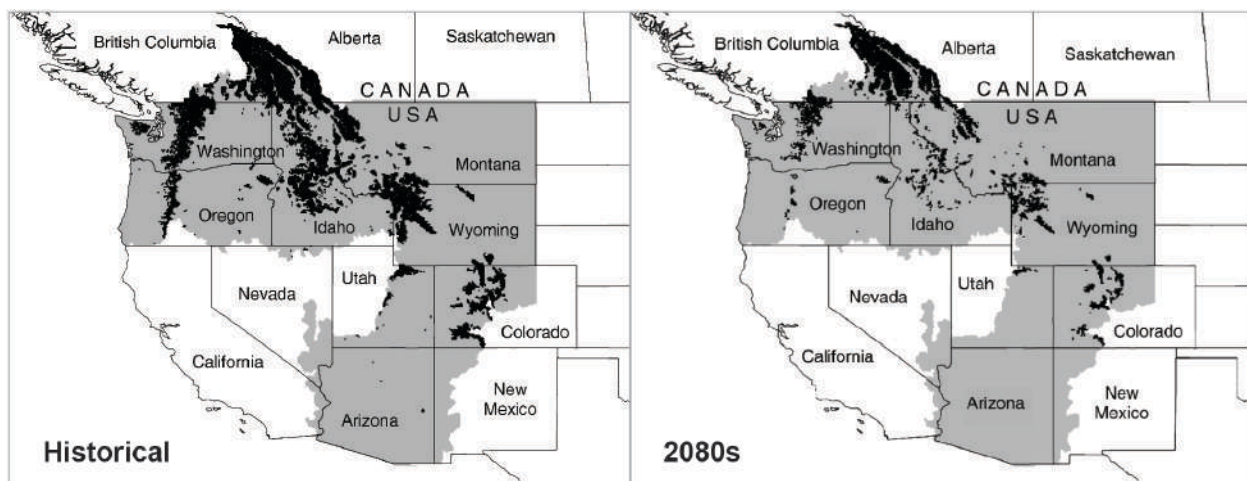 British Columbia
Alberta
Saskatchewan
CANADA
USA
Washington
Montana
Oregon
Idaho
Wyoming
Utah
Nevada
Colorado
California
Arizona
New
Mexico
Historical
British Columbia
Alberta
Saskatchewan
CANADA
USA
Washington
Montana
Oregon
Idaho
Wyoming
Utah
Nevada
Colorado
California
Arizona
New
Mexico
2080s